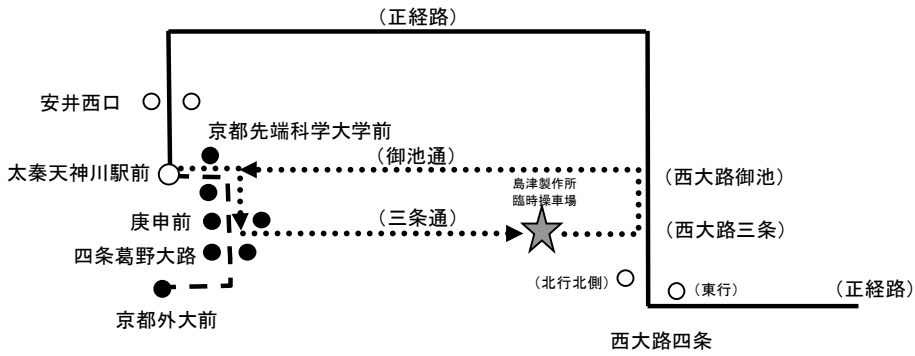 （正経路）
安井西口
京都先端科学大学前
太秦天神川駅前
（御池通）
（西大路御池）
島津製作所
臨時操車場
庚申前
（三条通）
（西大路三条）
四条葛野大路
（北行北側）
（東行）
（正経路）
京都外大前
西大路四条